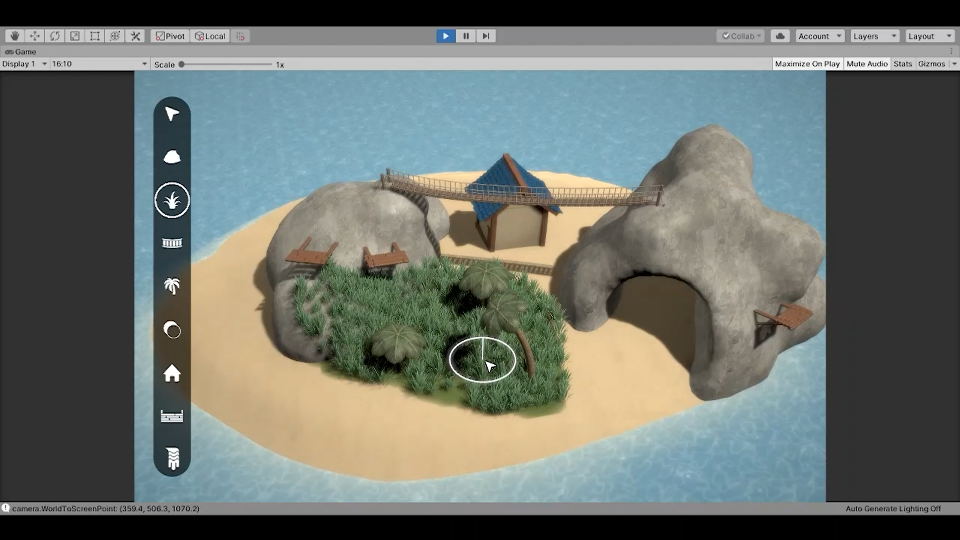 Pivot Local Collab Account Layers Layout
Game
Display 1 16:10 Scale 1x Maximize On Play Mute Audio Stats Gizmos
camera.WorldToScreenPoint: (359.4, 506.3, 1070.2) Auto Generate Lighting Off